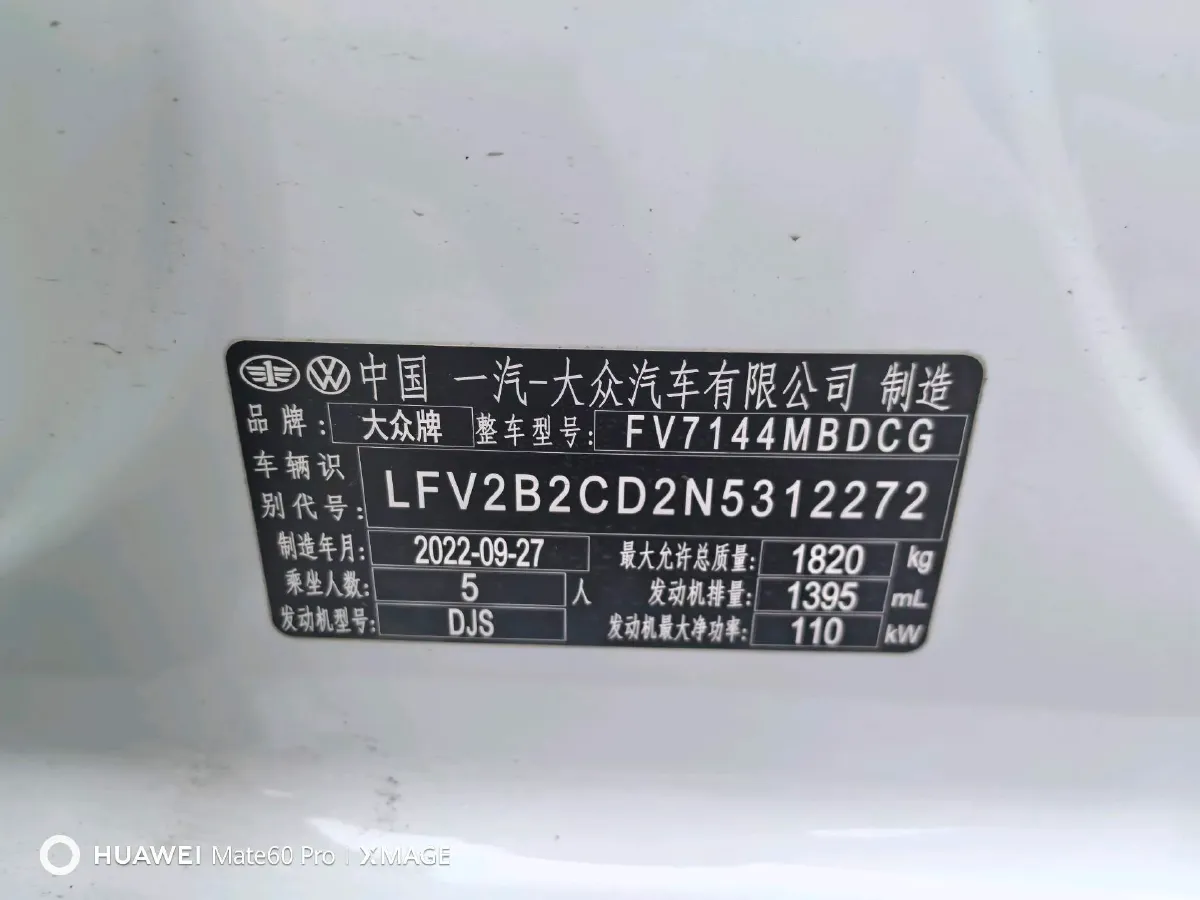 中国 一汽-大众汽车有限公司 制造
品牌: 大众牌 整车型号: FV7144MBDCG
车辆识别代号: LFV2B2CD2N5312272
制造年月: 2022-09-27 最大允许总质量: 1820 kg
乘坐人数: 5 人 发动机排量: 1395 mL
发动机型号: DJS 发动机最大净功率: 110 kW
HUAWEI Mate60 Pro | XMAGE